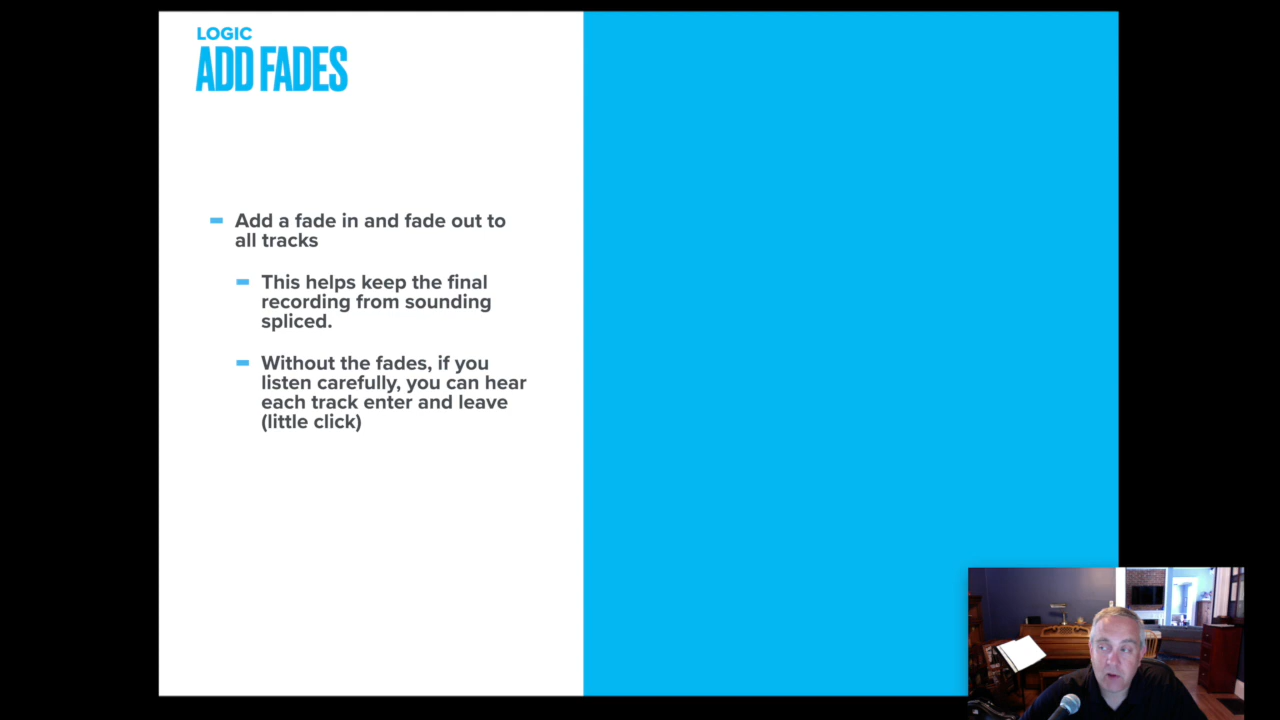 LOGIC
ADD FADES
Add a fade in and fade out to
all tracks
This helps keep the final
recording from sounding
spliced.
Without the fades, if you
listen carefully, you can hear
each track enter and leave
(little click)